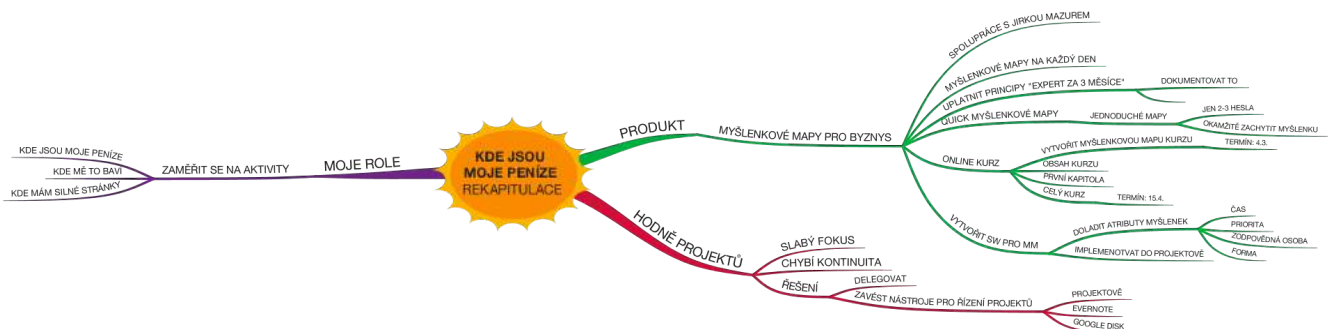 KDE JSOU
MOJE PENÍZE
REKAPITULACE
PRODUKT
MYŠLENKOVÉ MAPY PRO BYZNYS
SPOLUPRÁCE S JIRKOU MAZUREM
MYŠLENKOVÉ MAPY NA KAŽDÝ DEN
UPLATNIT PRINCIPY "EXPERT ZA 3 MĚSÍCE"
DOKUMENTOVAT TO
QUICK MYŠLENKOVÉ MAPY
JEDNODUCHÉ MAPY
JEN 2-3 HESLA
OKAMŽITĚ ZACHYTIT MYŠLENKU
ONLINE KURZ
VYTVOŘIT MYŠLENKOVOU MAPU KURZU
TERMÍN: 4.3.
OBSAH KURZU
PRVNÍ KAPITOLA
CELÝ KURZ
TERMÍN: 15.4.
VYTVOŘIT SW PRO MM
DOLADIT ATRIBUTY MYŠLENEK
ČAS
PRIORITA
ZODPOVĚDNÁ OSOBA
FORMA
IMPLEMENOTVAT DO PROJEKTOVĚ
HODNĚ PROJEKTŮ
SLABÝ FOKUS
CHYBÍ KONTINUITA
ŘEŠENÍ
DELEGOVAT
ZAVÉST NÁSTROJE PRO ŘÍZENÍ PROJEKTŮ
PROJEKTOVĚ
EVERNOTE
GOOGLE DISK
MOJE ROLE
ZAMĚŘIT SE NA AKTIVITY
KDE JSOU MOJE PENÍZE
KDE MĚ TO BAVÍ
KDE MÁM SILNÉ STRÁNKY